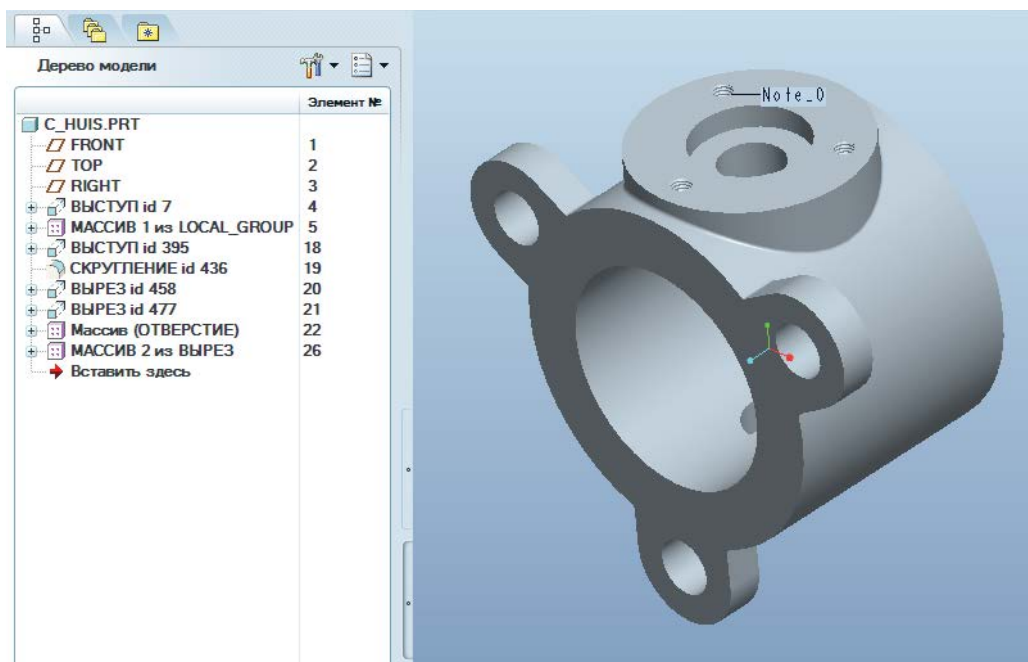 Дерево модели
Элемент №
C_HUIS.PRT
FRONT 1
TOP 2
RIGHT 3
ВЫСТУП id 7 4
МАССИВ 1 из LOCAL_GROUP 5
ВЫСТУП id 395 18
СКРУГЛЕНИЕ id 436 19
ВЫРЕЗ id 458 20
ВЫРЕЗ id 477 21
Массив (ОТВЕРСТИЕ) 22
МАССИВ 2 из ВЫРЕЗ 26
Вставить здесь
Note_0